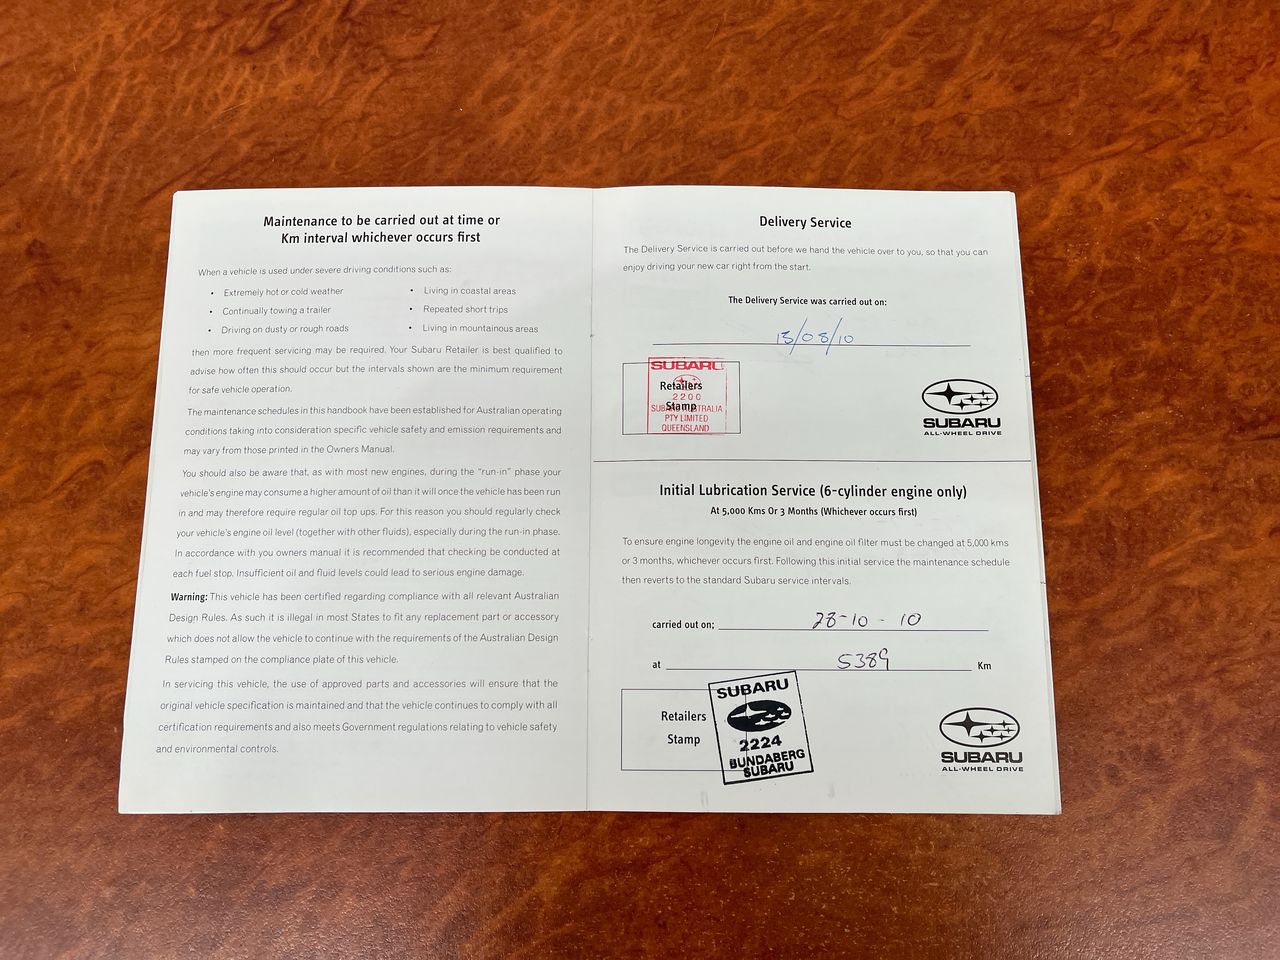 Maintenance to be carried out at time or
Km interval whichever occurs first
When a vehicle is used under severe driving conditions such as:
• Extremely hot or cold weather
• Continually towing a trailer
• Driving on dusty or rough roads
• Living in coastal areas
• Repeated short trips
• Living in mountainous areas
then more frequent servicing may be required. Your Subaru Retailer is best qualified to
advise how often this should occur but the intervals shown are the minimum requirement
for safe vehicle operation.
The maintenance schedules in this handbook have been established for Australian operating
conditions taking into consideration specific vehicle safety and emission requirements and
may vary from those printed in the Owners Manual.
You should also be aware that, as with most new engines, during the "run-in" phase your
vehicle's engine may consume a higher amount of oil than it will once the vehicle has been run
in and may therefore require regular oil top ups. For this reason you should regularly check
your vehicle's engine oil level (together with other fluids), especially during the run-in phase.
In accordance with you owners manual it is recommended that checking be conducted at
each fuel stop. Insufficient oil and fluid levels could lead to serious engine damage.
Warning: This vehicle has been certified regarding compliance with all relevant Australian
Design Rules. As such it is illegal in most States to fit any replacement part or accessory
which does not allow the vehicle to continue with the requirements of the Australian Design
Rules stamped on the compliance plate of this vehicle.
In servicing this vehicle, the use of approved parts and accessories will ensure that the
original vehicle specification is maintained and that the vehicle continues to comply with all
certification requirements and also meets Government regulations relating to vehicle safety
and environmental controls.
Delivery Service
The Delivery Service is carried out before we hand the vehicle over to you, so that you can
enjoy driving your new car right from the start.
The Delivery Service was carried out on:
13/08/10
Retailers
Stamp
SUBARU
2200
SUBARU AUSTRALIA
PTY LIMITED
QUEENSLAND
SUBARU
ALL-WHEEL DRIVE
Initial Lubrication Service (6-cylinder engine only)
At 5,000 Kms Or 3 Months (Whichever occurs first)
To ensure engine longevity the engine oil and engine oil filter must be changed at 5,000 kms
or 3 months, whichever occurs first. Following this initial service the maintenance schedule
then reverts to the standard Subaru service intervals.
carried out on; 28-10-10
at 5389 Km
Retailers
Stamp
SUBARU
2224
BUNDABERG
SUBARU
SUBARU
ALL-WHEEL DRIVE